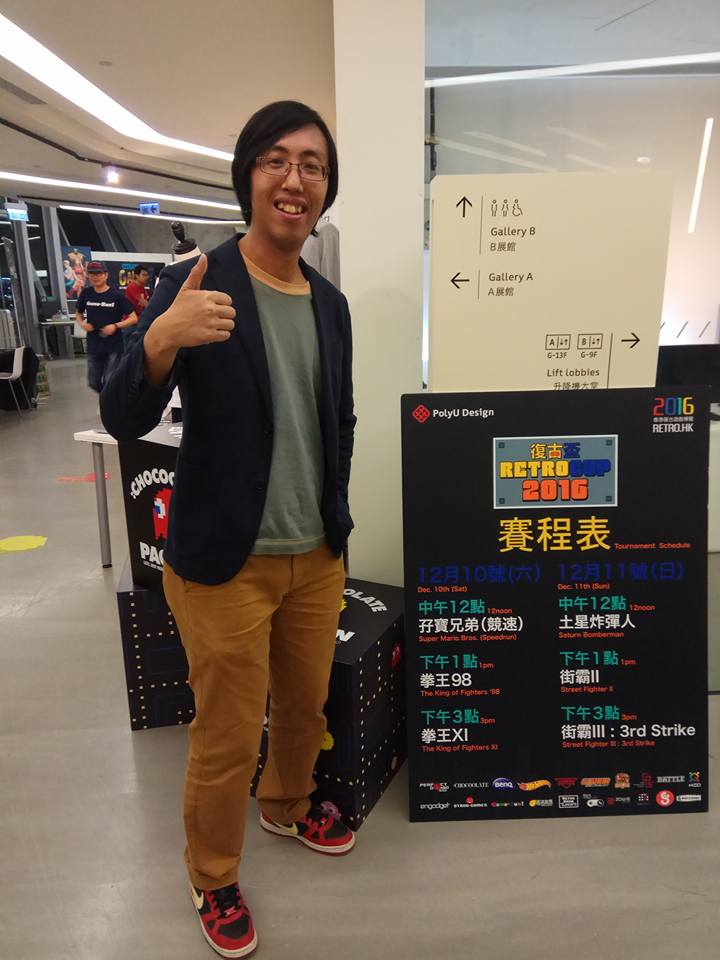 Gallery B
B展館
Gallery A
A展館
A
B
G-13F
G-9F
Lift lobbies
升降機大堂
PolyU Design
2016
RETRO.HK
復古盃
RETROCUP
2016
賽程表 Tournament Schedule
12月10號(六)
Dec. 10th (Sat)
中午12點 12noon
孖寶兄弟(競速)
Super Mario Bros. (Speedrun)
下午1點 1pm
拳王98
The King of Fighters '98
下午3點 3pm
拳王XI
The King of Fighters XI
12月11號(日)
Dec. 11th (Sun)
中午12點 12noon
土星炸彈人
Saturn Bomberman
下午1點 1pm
街霸II
Street Fighter II
下午3點 3pm
街霸III : 3rd Strike
Street Fighter III : 3rd Strike
CHOCOOLATE
BenQ
BATTLE
engadget